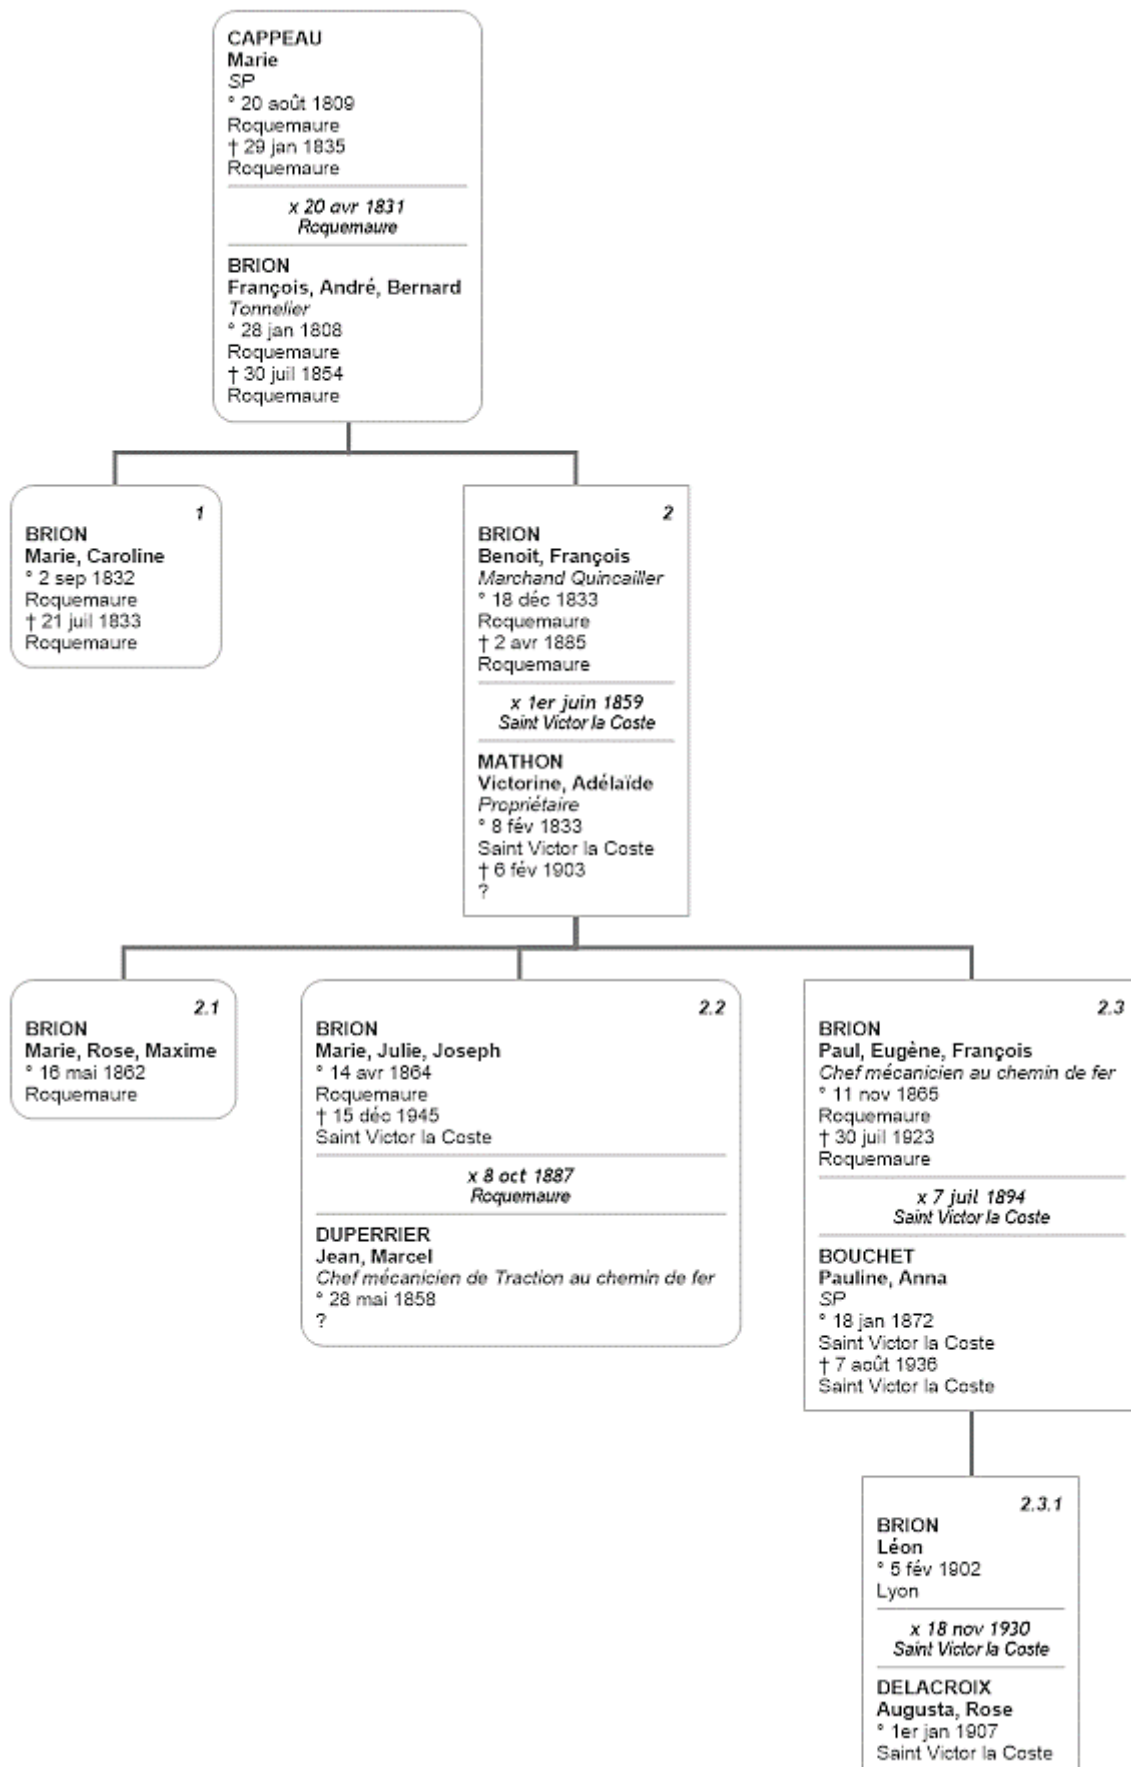 CAPPEAU
Marie
SP
° 20 août 1809
Roquemaure
† 29 jan 1835
Roquemaure
x 20 avr 1831
Roquemaure
BRION
François, André, Bernard
Tonnelier
° 28 jan 1808
Roquemaure
† 30 juil 1854
Roquemaure
1
BRION
Marie, Caroline
° 2 sep 1832
Roquemaure
† 21 juil 1833
Roquemaure
2
BRION
Benoit, François
Marchand Quincailler
° 18 déc 1833
Roquemaure
† 2 avr 1885
Roquemaure
x 1er juin 1859
Saint Victor la Coste
MATHON
Victorine, Adélaïde
Propriétaire
° 8 fév 1833
Saint Victor la Coste
† 6 fév 1903
?
2.1
BRION
Marie, Rose, Maxime
° 16 mai 1862
Roquemaure
2.2
BRION
Marie, Julie, Joseph
° 14 avr 1864
Roquemaure
† 15 déc 1945
Saint Victor la Coste
x 8 oct 1887
Roquemaure
DUPERRIER
Jean, Marcel
Chef mécanicien de Traction au chemin de fer
° 28 mai 1858
?
2.3
BRION
Paul, Eugène, François
Chef mécanicien au chemin de fer
° 11 nov 1865
Roquemaure
† 30 juil 1923
Roquemaure
x 7 juil 1894
Saint Victor la Coste
BOUCHET
Pauline, Anna
SP
° 18 jan 1872
Saint Victor la Coste
† 7 août 1936
Saint Victor la Coste
2.3.1
BRION
Léon
° 5 fév 1902
Lyon
x 18 nov 1930
Saint Victor la Coste
DELACROIX
Augusta, Rose
° 1er jan 1907
Saint Victor la Coste